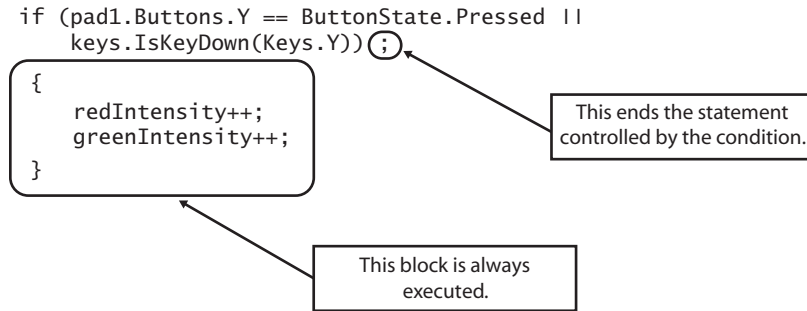 if (pad1.Buttons.Y == ButtonState.Pressed ||
keys.IsKeyDown(Keys.Y)) ;
{
redIntensity++;
greenIntensity++;
}
This ends the statement
controlled by the condition.
This block is always
executed.